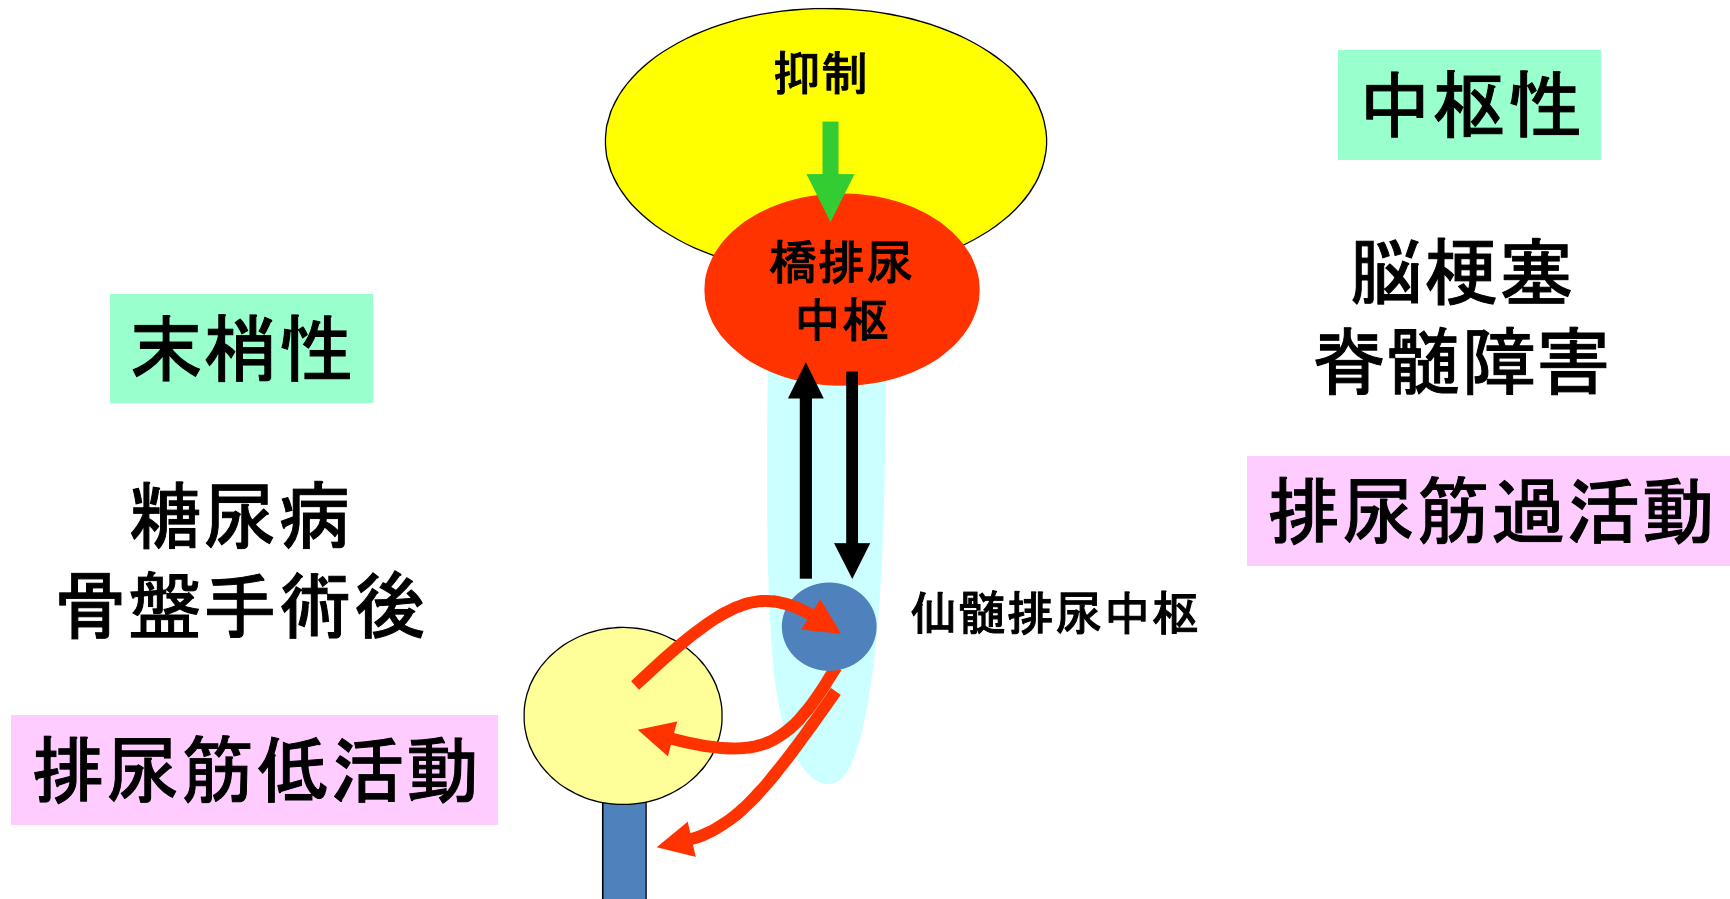 抑制
橋排尿
中枢
仙髄排尿中枢
末梢性
糖尿病
骨盤手術後
排尿筋低活動
中枢性
脳梗塞
脊髄障害
排尿筋過活動